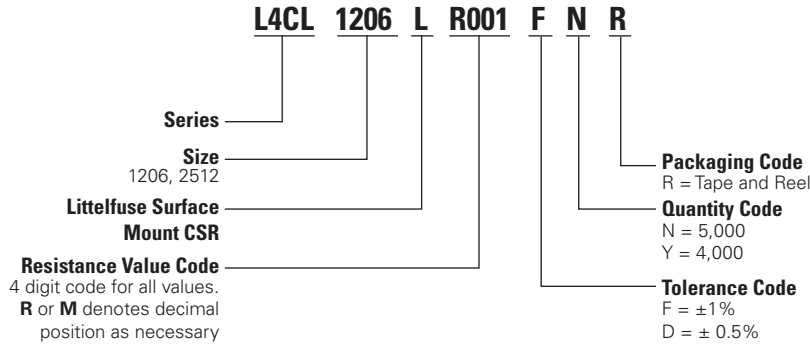 L4CL 1206 L R001 F N R
Series
Size
1206, 2512
Littelfuse Surface
Mount CSR
Resistance Value Code
4 digit code for all values.
R or M denotes decimal
position as necessary
Packaging Code
R = Tape and Reel
Quantity Code
N = 5,000
Y = 4,000
Tolerance Code
F = ±1%
D = ± 0.5%